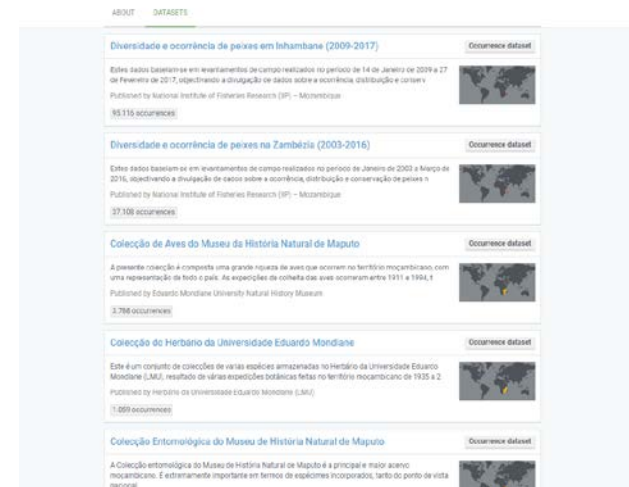 ABOUT DATASETS
Diversidade e ocorrência de peixes em Inhambane (2009-2017)
Occurrence dataset
Estes dados baseiam-se em levantamentos de campo realizados no período de 14 de Janeiro de 2009 a 27
de Fevereiro de 2017, objectivando a divulgação de dados sobre a ocorrência, distribuição e conserv
Published by National Institute of Fisheries Research (IIP) – Mozambique
95.116 occurrences
Diversidade e ocorrência de peixes na Zambézia (2003-2016)
Occurrence dataset
Estes dados baseiam-se em levantamentos de campo realizados no período de Janeiro de 2003 a Março de
2016, objectivando a divulgação de dados sobre a ocorrência, distribuição e conservação de peixes n
Published by National Institute of Fisheries Research (IIP) – Mozambique
37.108 occurrences
Colecção de Aves do Museu da História Natural de Maputo
Occurrence dataset
A presente colecção é composta uma grande riqueza de aves que ocorrem no território moçambicano, com
uma representação de todo o país. As expedições de colheita das aves ocorreram entre 1911 e 1994, t
Published by Eduardo Mondlane University Natural History Museum
3.788 occurrences
Colecção do Herbário da Universidade Eduardo Mondlane
Occurrence dataset
Este é um conjunto de colecções de varias espécies armazenadas no Herbário da Universidade Eduardo
Mondlane (LMU), resultado de várias expedições botânicas feitas no território mocambicano de 1935 a 2
Published by Herbário da Universidade Eduardo Mondlane (LMU)
1.059 occurrences
Colecção Entomológica do Museu de História Natural de Maputo
Occurrence dataset
A Colecção entomológica do Museu de História Natural de Maputo é a principal e maior acervo
mocambicano. É extremamente importante em termos de espécimes incorporados, tanto do ponto de vista
nacional